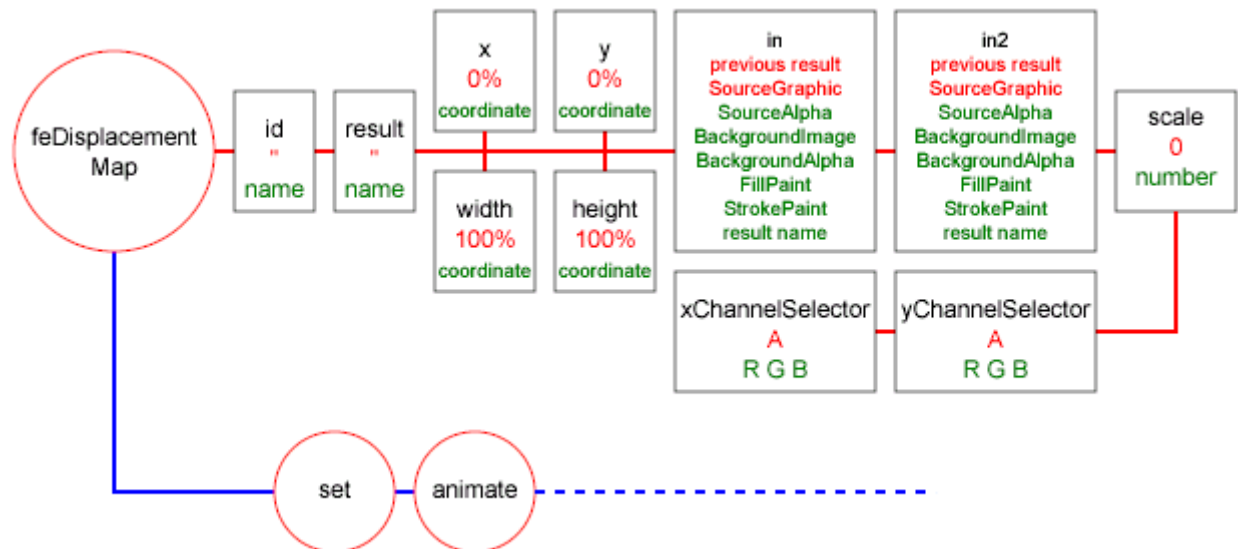 feDisplacement
Map
id
"
name
result
"
name
x
0%
coordinate
width
100%
coordinate
y
0%
coordinate
height
100%
coordinate
in
previous result
SourceGraphic
SourceAlpha
BackgroundImage
BackgroundAlpha
FillPaint
StrokePaint
result name
in2
previous result
SourceGraphic
SourceAlpha
BackgroundImage
BackgroundAlpha
FillPaint
StrokePaint
result name
scale
0
number
xChannelSelector
A
R G B
yChannelSelector
A
R G B
set
animate